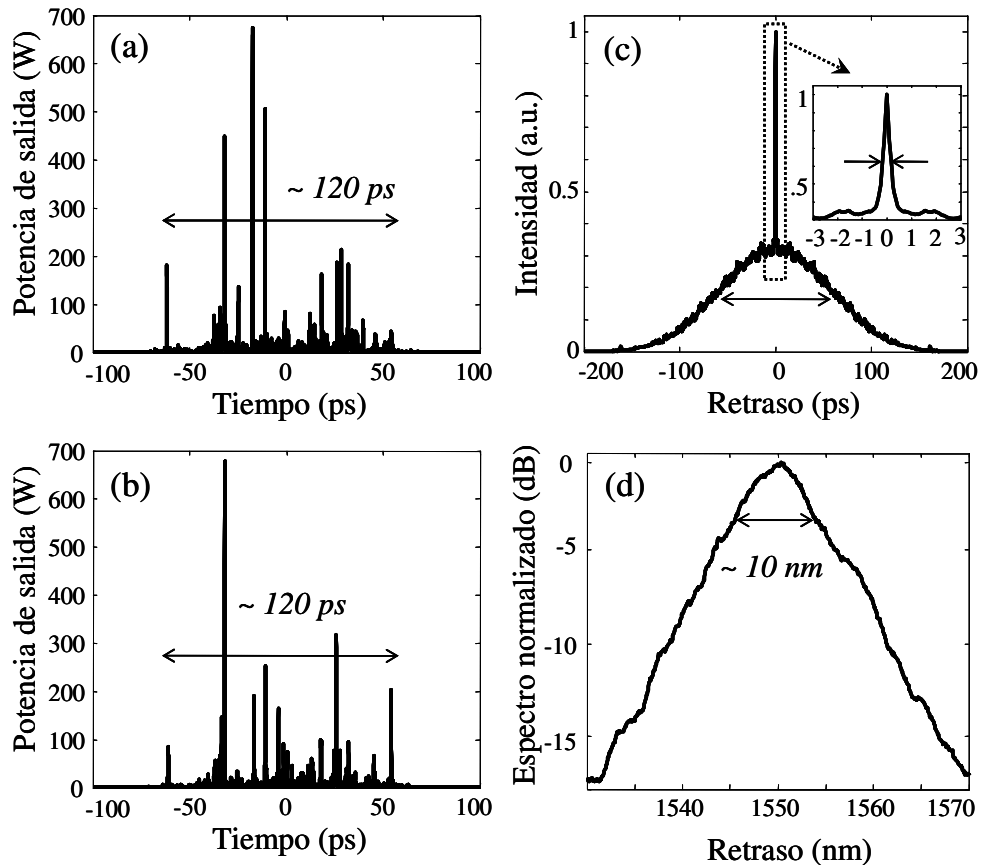 (a)
Potencia de salida (W)
700
600
500
400
300
200
100
0
~ 120 ps
-100
-50
0
50
100
Tiempo (ps)
(c)
Intensidad (a.u.)
1
0.5
0
1
.5
-3 -2 -1 0 1 2 3
-200
-100
0
100
200
Retraso (ps)
(b)
Potencia de salida (W)
700
600
500
400
300
200
100
0
~ 120 ps
-100
-50
0
50
100
Tiempo (ps)
(d)
Espectro normalizado (dB)
0
-5
-10
-15
~ 10 nm
1540
1550
1560
1570
Retraso (nm)